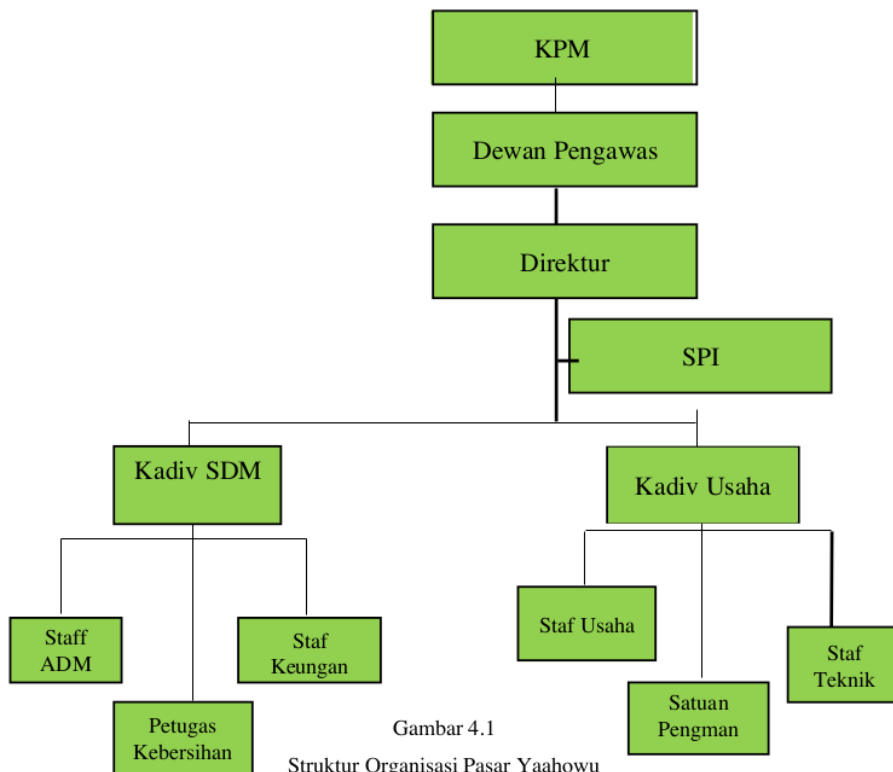 KPM
Dewan Pengawas
Direktur
SPI
Kadiv SDM
Kadiv Usaha
Staff
ADM
Petugas
Kebersihan
Staf
Keungan
Staf Usaha
Satuan
Pengman
Staf
Teknik
Gambar 4.1
Struktur Organisasi Pasar Yaahowu